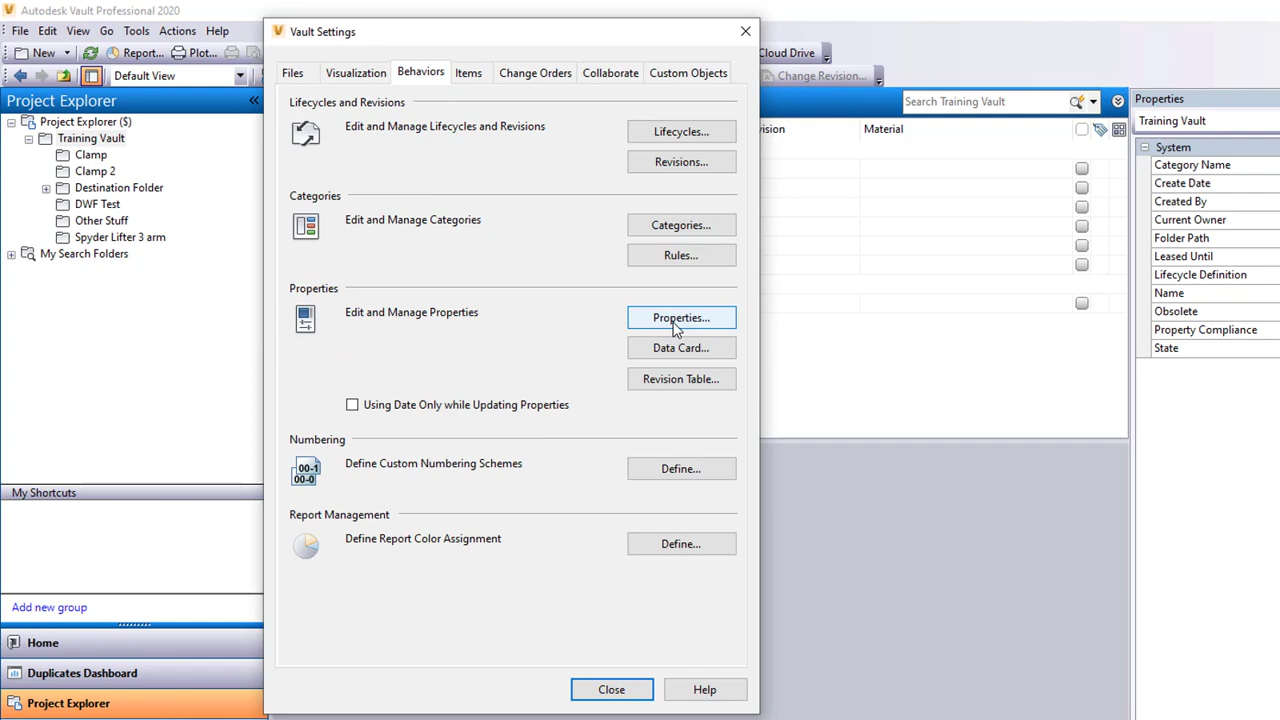 Autodesk Vault Professional 2020
File Edit View Go Tools Actions Help
New Report... Plot... Cloud Drive
Default View Change Revision...
Vault Settings
Files Visualization Behaviors Items Change Orders Collaborate Custom Objects
Lifecycles and Revisions
Edit and Manage Lifecycles and Revisions
Lifecycles...
Revisions...
Categories
Edit and Manage Categories
Categories...
Rules...
Properties
Edit and Manage Properties
Properties...
Data Card...
Revision Table...
Using Date Only while Updating Properties
Numbering
00-1
00-0
Define Custom Numbering Schemes
Define...
Report Management
Define Report Color Assignment
Define...
Close Help
Project Explorer
Project Explorer ($)
Training Vault
Clamp
Clamp 2
Destination Folder
DWF Test
Other Stuff
Spyder Lifter 3 arm
My Search Folders
My Shortcuts
Add new group
Home
Duplicates Dashboard
Project Explorer
Search Training Vault
Material
Properties
Training Vault
System
Category Name
Create Date
Created By
Current Owner
Folder Path
Leased Until
Lifecycle Definition
Name
Obsolete
Property Compliance
State